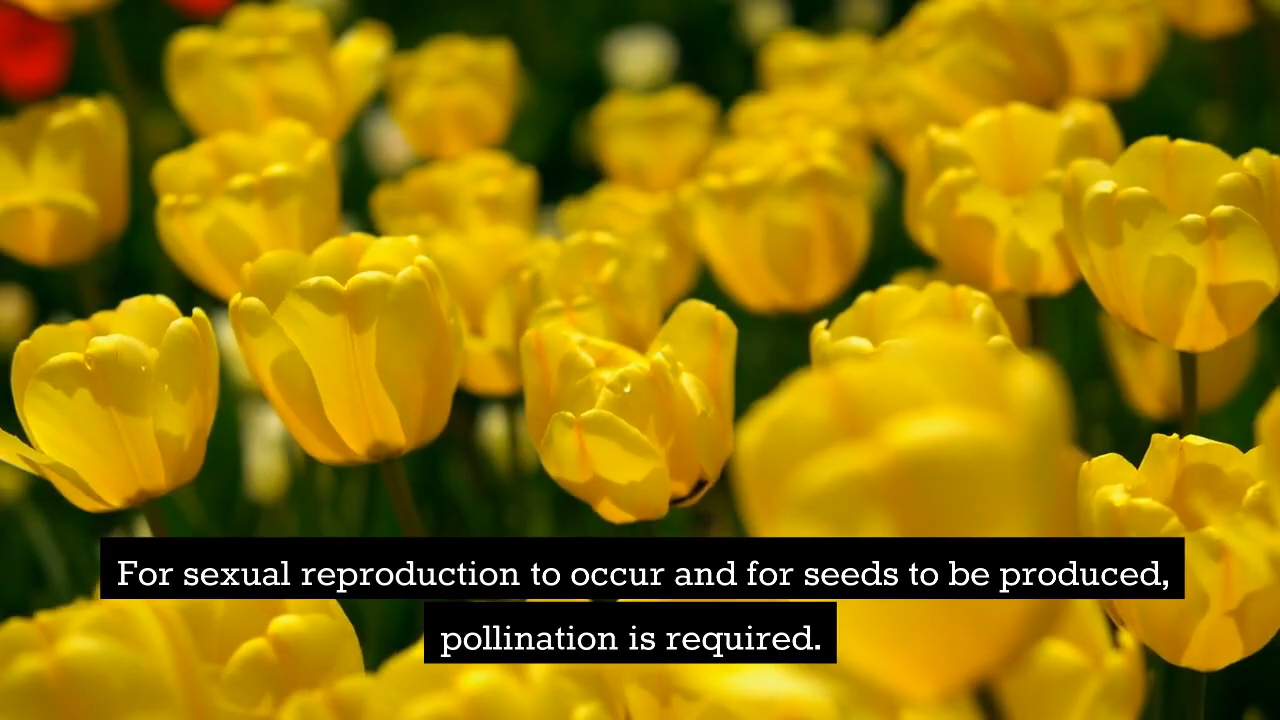 For sexual reproduction to occur and for seeds to be produced,
pollination is required.